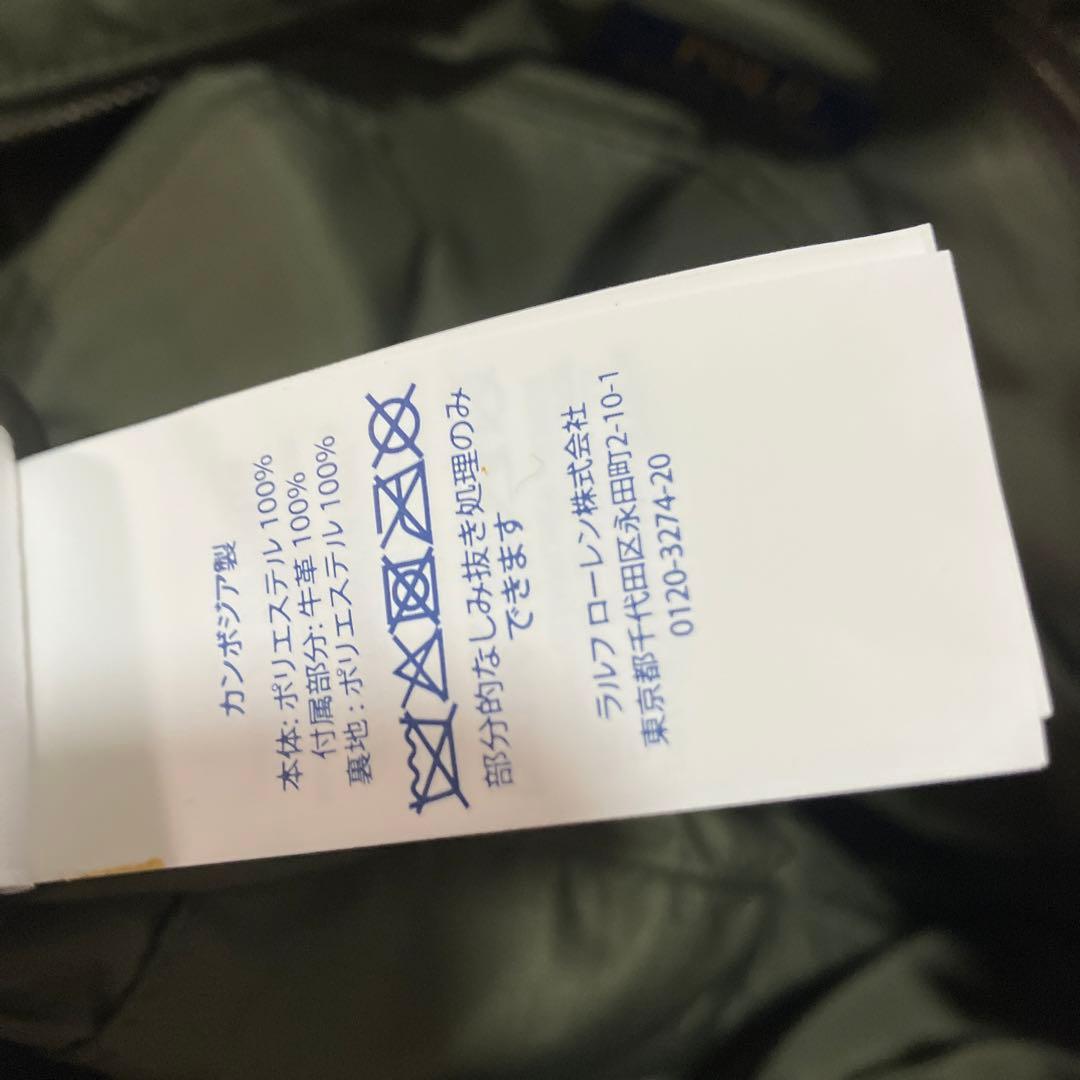 カンボジア製
本体: ポリエステル 100%
付属部分: 牛革 100%
裏地 : ポリエステル 100%
部分的なしみ抜き処理のみ
できます
ラルフ ローレン株式会社
東京都千代田区永田町2-10-1
0120-3274-20